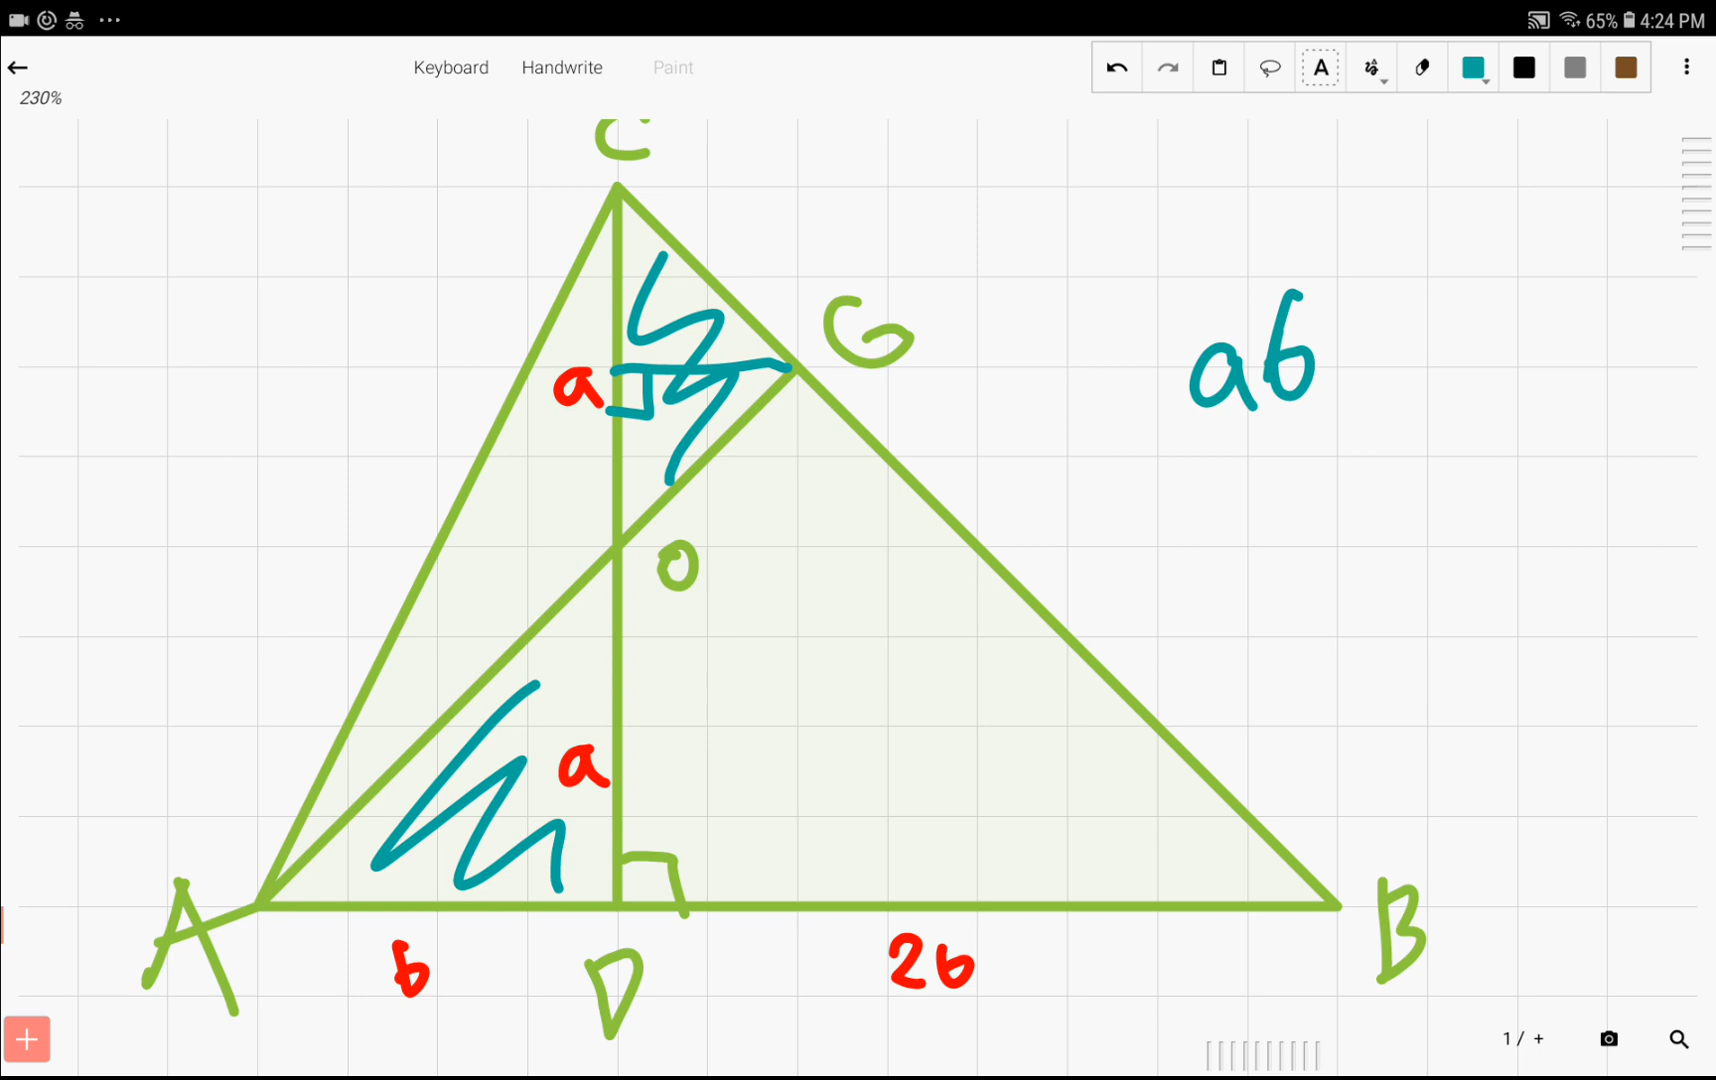 65% 4:24 PM
Keyboard Handwrite Paint
A
230%
C
G
a
ab
O
a
A
B
b
D
2b
1 / +